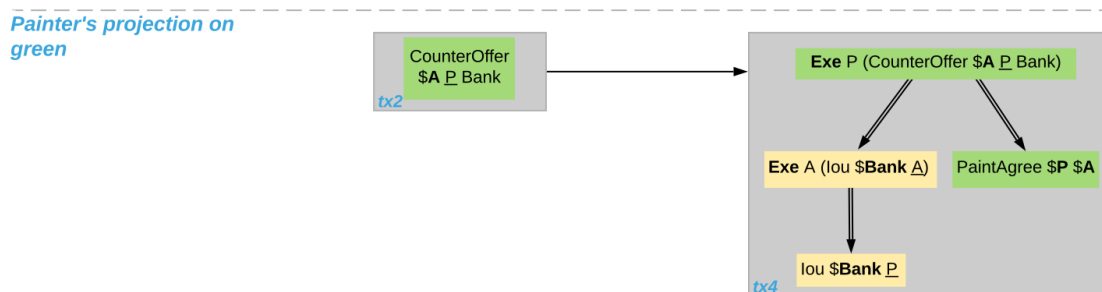 Painter's projection on
green
CounterOffer
$A P Bank
tx2
Exe P (CounterOffer $A P Bank)
Exe A (Iou $Bank A)
PaintAgree $P $A
Iou $Bank P
tx4